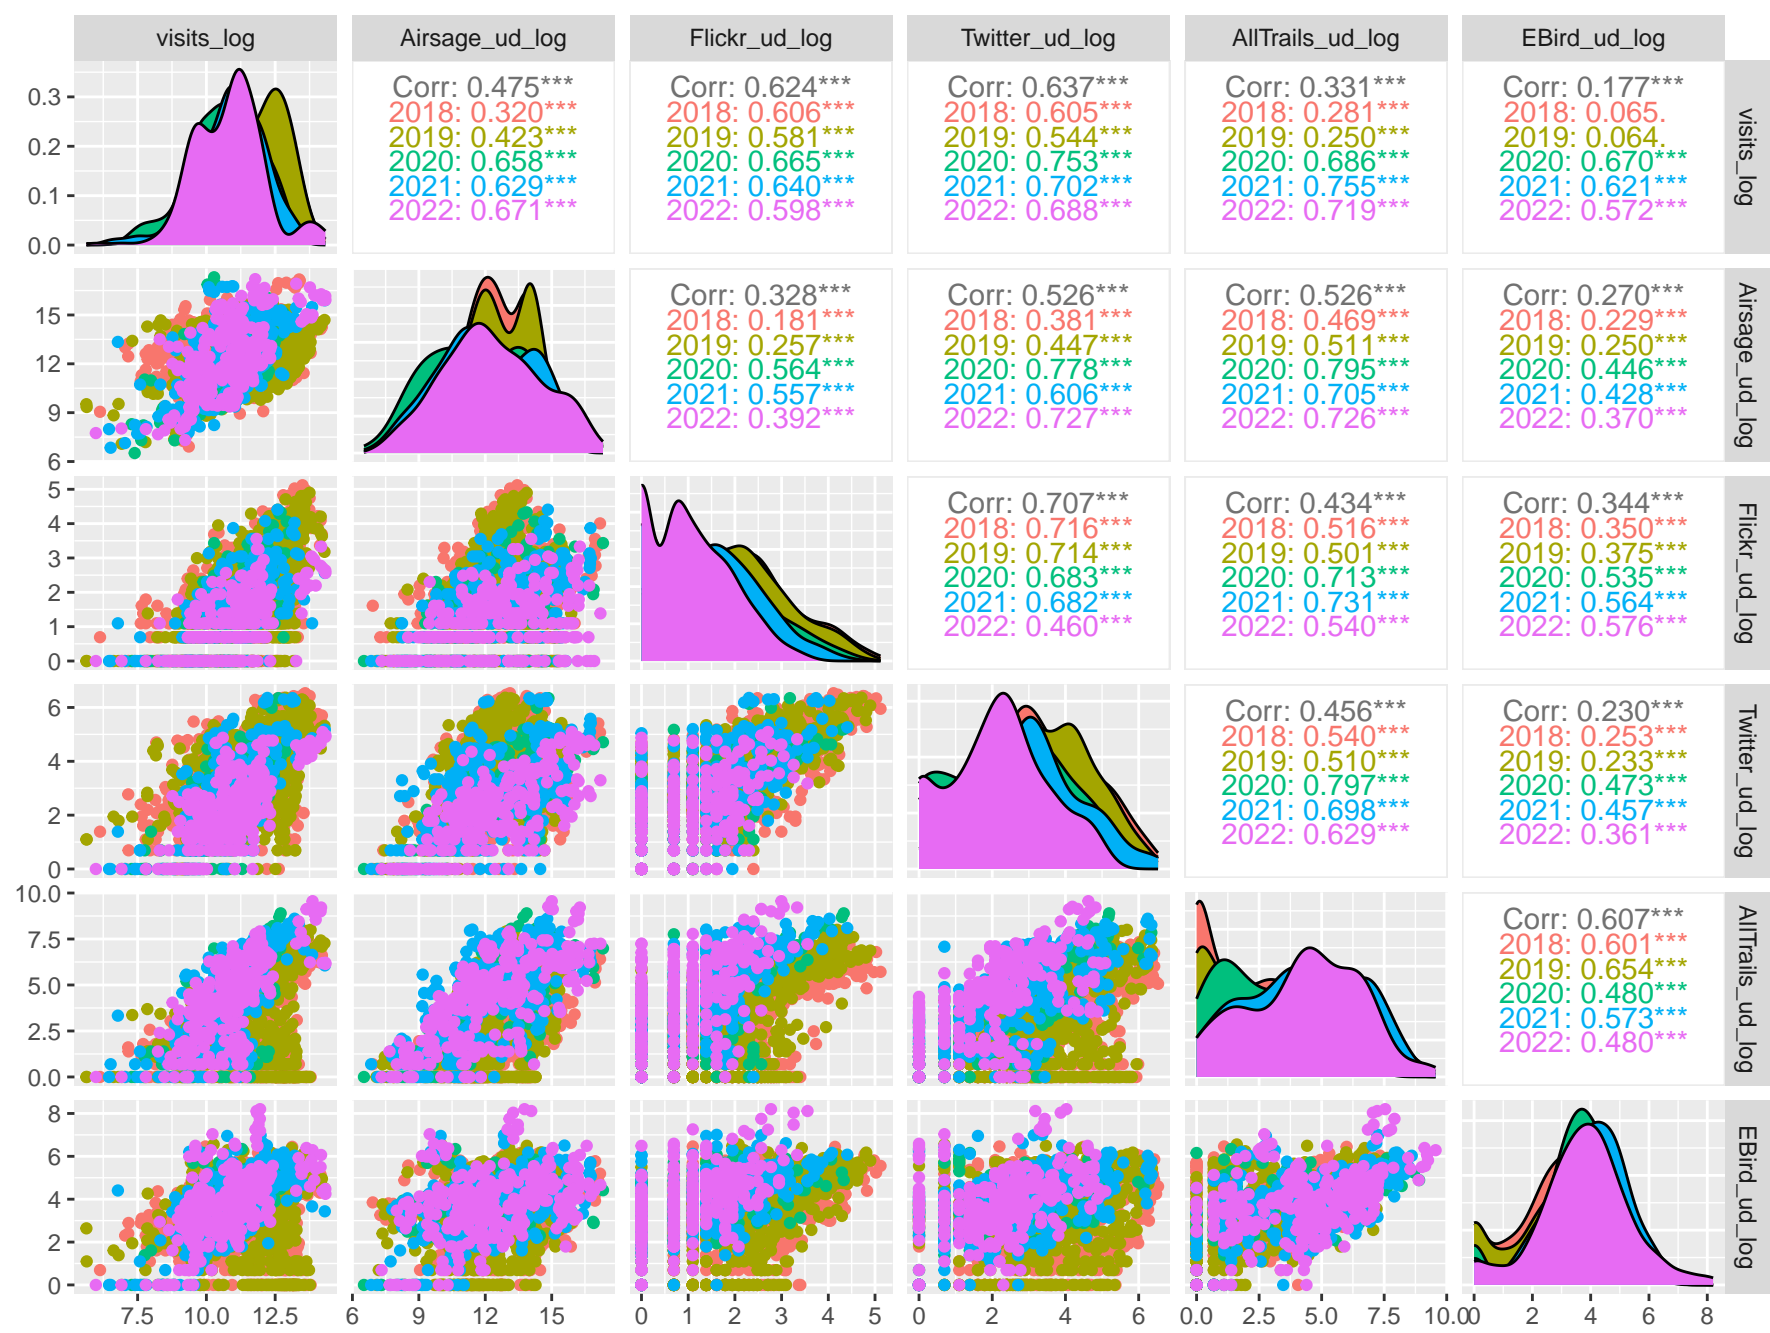 visits_log Airsage_ud_log Flickr_ud_log Twitter_ud_log AllTrails_ud_log EBird_ud_log
Corr: 0.475*** Corr: 0.624*** Corr: 0.637*** Corr: 0.331*** Corr: 0.177***
2018: 0.320*** 2018: 0.606*** 2018: 0.605*** 2018: 0.281*** 2018: 0.065.
2019: 0.423*** 2019: 0.581*** 2019: 0.544*** 2019: 0.250*** 2019: 0.064.
2020: 0.658*** 2020: 0.665*** 2020: 0.753*** 2020: 0.686*** 2020: 0.670***
2021: 0.629*** 2021: 0.640*** 2021: 0.702*** 2021: 0.755*** 2021: 0.621***
2022: 0.671*** 2022: 0.598*** 2022: 0.688*** 2022: 0.719*** 2022: 0.572***
visits_log
0.3
0.2
0.1
0.0
Corr: 0.328*** Corr: 0.526*** Corr: 0.526*** Corr: 0.270***
2018: 0.181*** 2018: 0.381*** 2018: 0.469*** 2018: 0.229***
2019: 0.257*** 2019: 0.447*** 2019: 0.511*** 2019: 0.250***
2020: 0.564*** 2020: 0.778*** 2020: 0.795*** 2020: 0.446***
2021: 0.557*** 2021: 0.606*** 2021: 0.705*** 2021: 0.428***
2022: 0.392*** 2022: 0.727*** 2022: 0.726*** 2022: 0.370***
Airsage_ud_log
15
12
9
6
Corr: 0.707*** Corr: 0.434*** Corr: 0.344***
2018: 0.716*** 2018: 0.516*** 2018: 0.350***
2019: 0.714*** 2019: 0.501*** 2019: 0.375***
2020: 0.683*** 2020: 0.713*** 2020: 0.535***
2021: 0.682*** 2021: 0.731*** 2021: 0.564***
2022: 0.460*** 2022: 0.540*** 2022: 0.576***
Flickr_ud_log
5
4
3
2
1
0
Corr: 0.456*** Corr: 0.230***
2018: 0.540*** 2018: 0.253***
2019: 0.510*** 2019: 0.233***
2020: 0.797*** 2020: 0.473***
2021: 0.698*** 2021: 0.457***
2022: 0.629*** 2022: 0.361***
Twitter_ud_log
6
4
2
0
Corr: 0.607***
2018: 0.601***
2019: 0.654***
2020: 0.480***
2021: 0.573***
2022: 0.480***
AllTrails_ud_log
10.0
7.5
5.0
2.5
0.0
EBird_ud_log
8
6
4
2
0
7.5 10.0 12.5 6 9 12 15 0 1 2 3 4 5 0 2 4 6 0.0 2.5 5.0 7.5 10.0 0 2 4 6 8